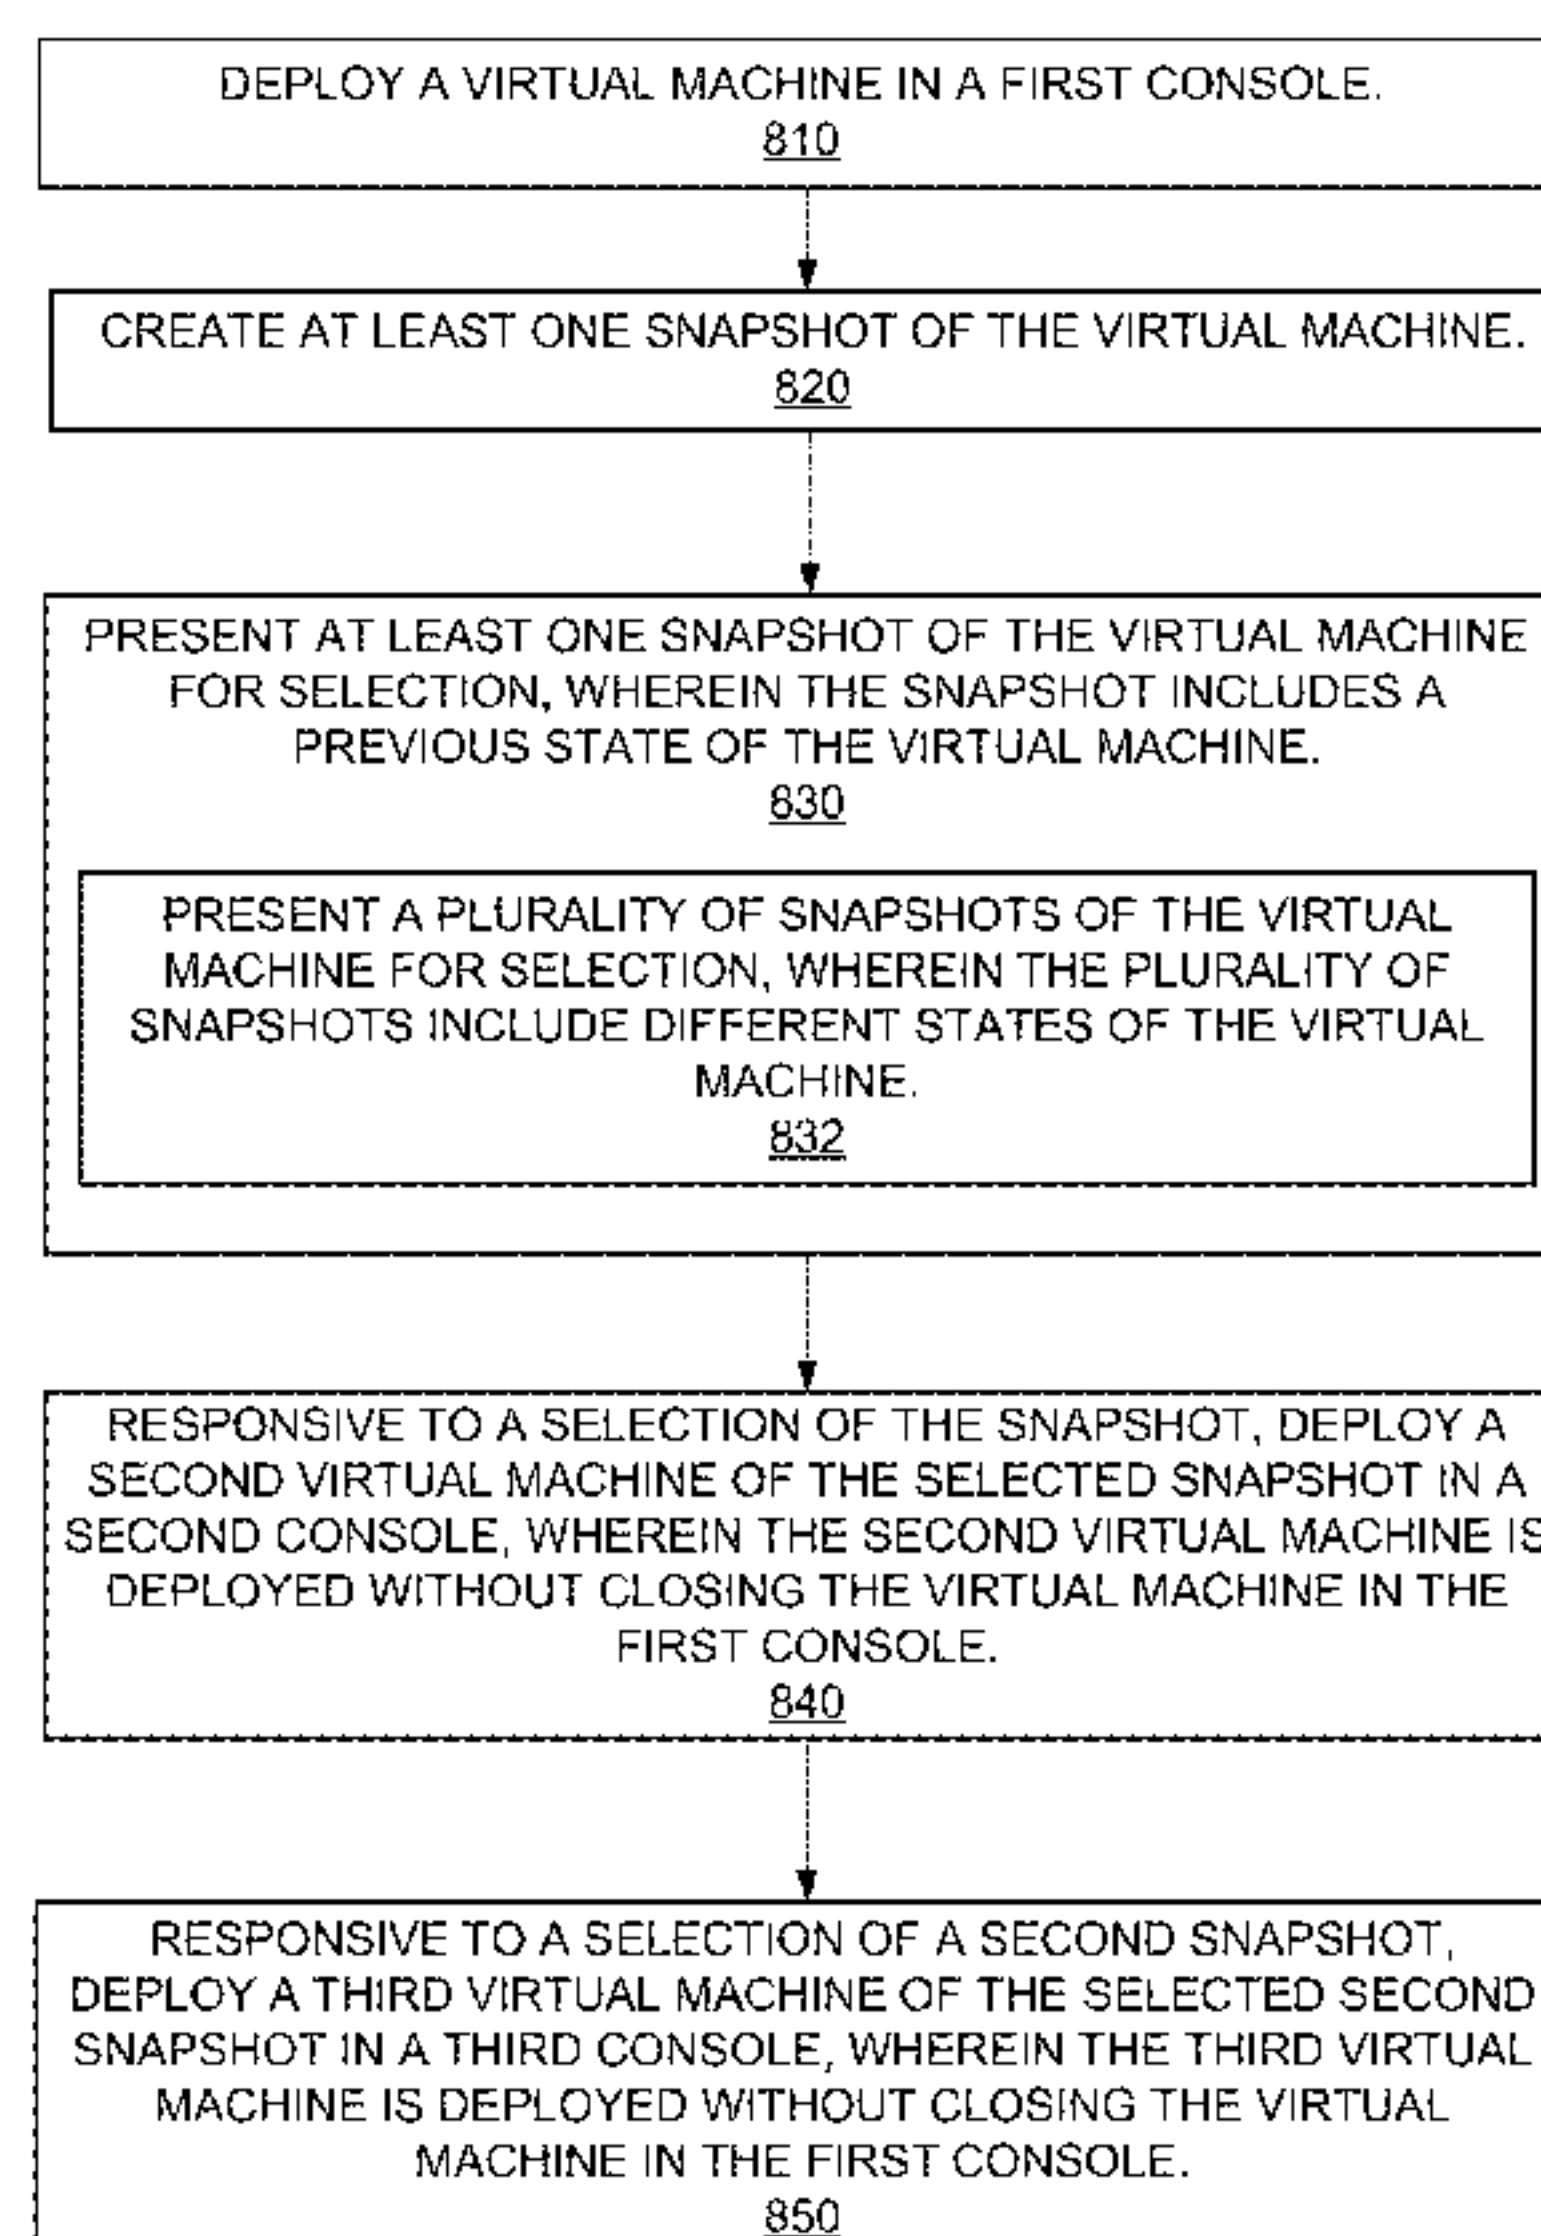 DEPLOY A VIRTUAL MACHINE IN A FIRST CONSOLE.
810
CREATE AT LEAST ONE SNAPSHOT OF THE VIRTUAL MACHINE.
820
PRESENT AT LEAST ONE SNAPSHOT OF THE VIRTUAL MACHINE
FOR SELECTION, WHEREIN THE SNAPSHOT INCLUDES A
PREVIOUS STATE OF THE VIRTUAL MACHINE.
830
PRESENT A PLURALITY OF SNAPSHOTS OF THE VIRTUAL
MACHINE FOR SELECTION, WHEREIN THE PLURALITY OF
SNAPSHOTS INCLUDE DIFFERENT STATES OF THE VIRTUAL
MACHINE.
832
RESPONSIVE TO A SELECTION OF THE SNAPSHOT, DEPLOY A
SECOND VIRTUAL MACHINE OF THE SELECTED SNAPSHOT IN A
SECOND CONSOLE, WHEREIN THE SECOND VIRTUAL MACHINE IS
DEPLOYED WITHOUT CLOSING THE VIRTUAL MACHINE IN THE
FIRST CONSOLE.
840
RESPONSIVE TO A SELECTION OF A SECOND SNAPSHOT,
DEPLOY A THIRD VIRTUAL MACHINE OF THE SELECTED SECOND
SNAPSHOT IN A THIRD CONSOLE, WHEREIN THE THIRD VIRTUAL
MACHINE IS DEPLOYED WITHOUT CLOSING THE VIRTUAL
MACHINE IN THE FIRST CONSOLE.
850